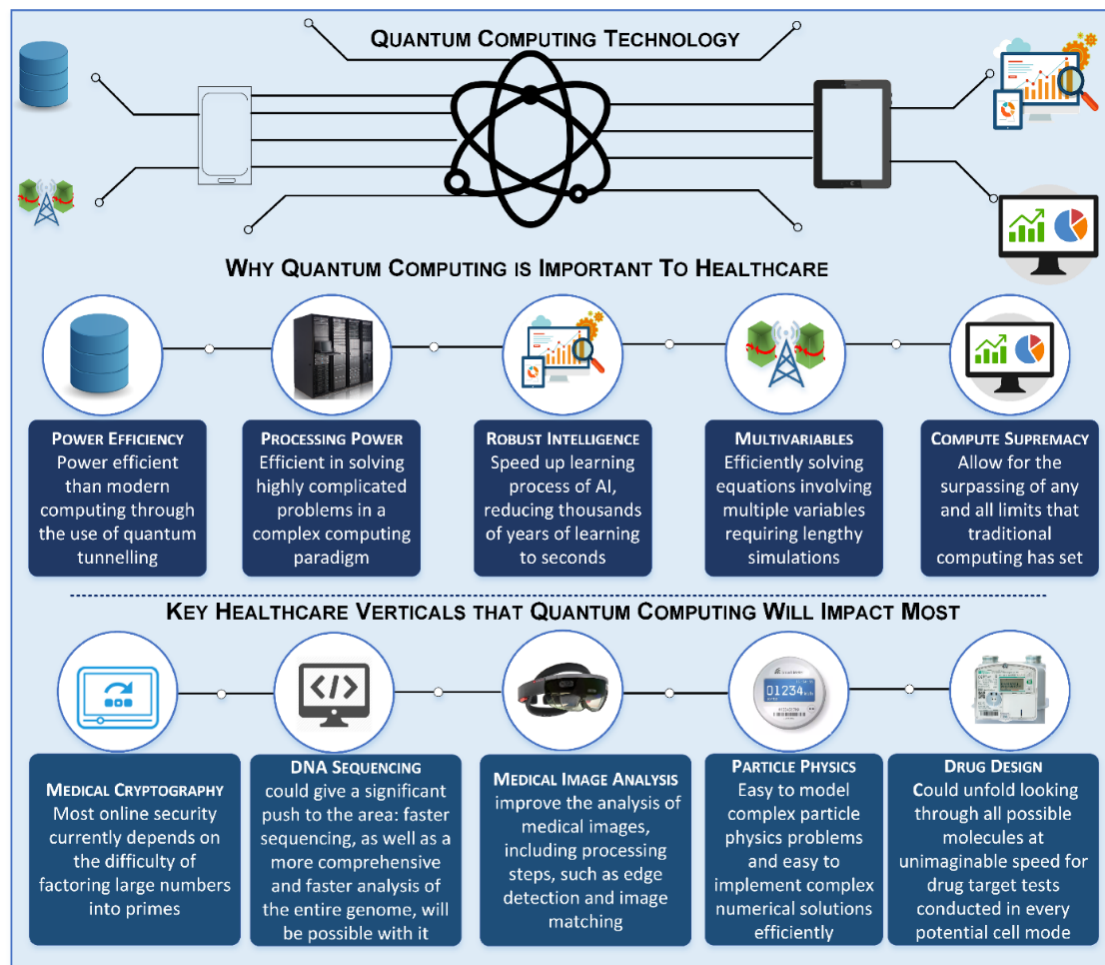 QUANTUM COMPUTING TECHNOLOGY
WHY QUANTUM COMPUTING IS IMPORTANT TO HEALTHCARE
POWER EFFICIENCY
Power efficient
than modern
computing through
the use of quantum
tunnelling
PROCESSING POWER
Efficient in solving
highly complicated
problems in a
complex computing
paradigm
ROBUST INTELLIGENCE
Speed up learning
process of AI,
reducing thousands
of years of learning
to seconds
MULTIVARIABLES
Efficiently solving
equations involving
multiple variables
requiring lengthy
simulations
COMPUTE SUPREMACY
Allow for the
surpassing of any
and all limits that
traditional
computing has set
KEY HEALTHCARE VERTICALS THAT QUANTUM COMPUTING WILL IMPACT MOST
</>
01234
MEDICAL CRYPTOGRAPHY
Most online security
currently depends on
the difficulty of
factoring large numbers
into primes
DNA SEQUENCING
could give a significant
push to the area: faster
sequencing, as well as a
more comprehensive
and faster analysis of
the entire genome, will
be possible with it
MEDICAL IMAGE ANALYSIS
improve the analysis of
medical images,
including processing
steps, such as edge
detection and image
matching
PARTICLE PHYSICS
Easy to model
complex particle
physics problems
and easy to
implement complex
numerical solutions
efficiently
DRUG DESIGN
Could unfold looking
through all possible
molecules at
unimaginable speed for
drug target tests
conducted in every
potential cell mode